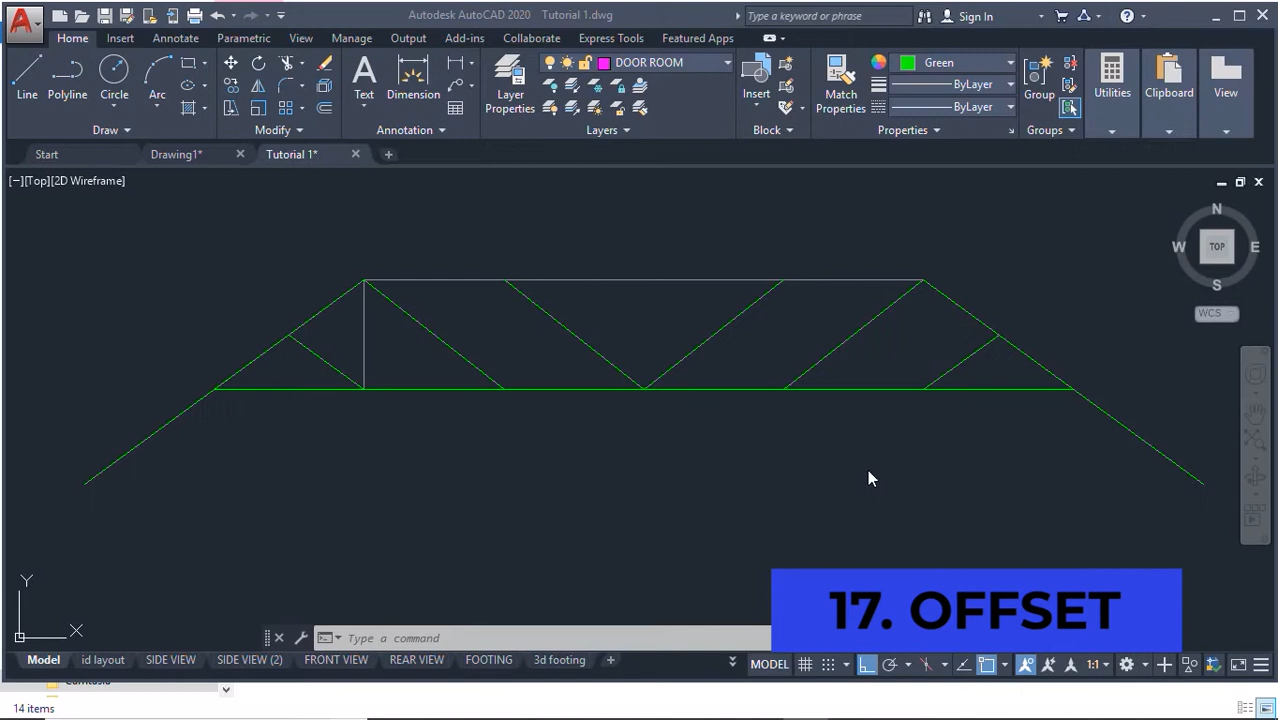 Autodesk AutoCAD 2020 Tutorial 1.dwg
Type a keyword or phrase
Sign In
Home Insert Annotate Parametric View Manage Output Add-ins Collaborate Express Tools Featured Apps
DOOR ROOM
Green
Line Polyline Circle Arc
Text Dimension
Layer
Properties
Insert
Match
Properties
ByLayer
ByLayer
Group
Utilities Clipboard View
Draw Modify Annotation Layers Block Properties Groups
Start Drawing1* Tutorial 1*
[−][Top][2D Wireframe]
N
W TOP E
S
WCS
Y
X
17. OFFSET
Type a command
Model id layout SIDE VIEW SIDE VIEW (2) FRONT VIEW REAR VIEW FOOTING 3d footing
MODEL 1:1
14 items